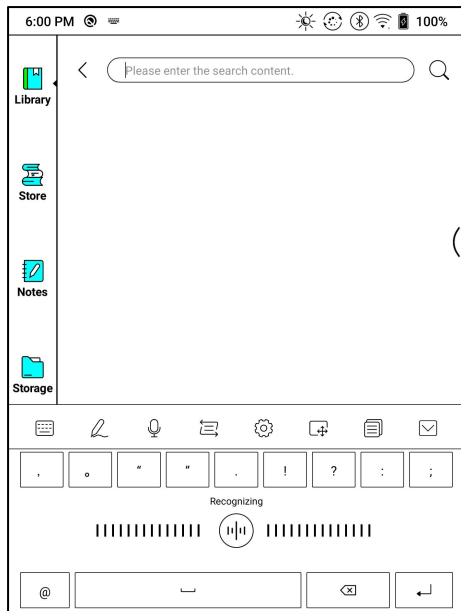 6:00 PM
100%
Please enter the search content.
Library
Store
Notes
Storage
, 。 “ ” . ! ? : ;
Recognizing
@